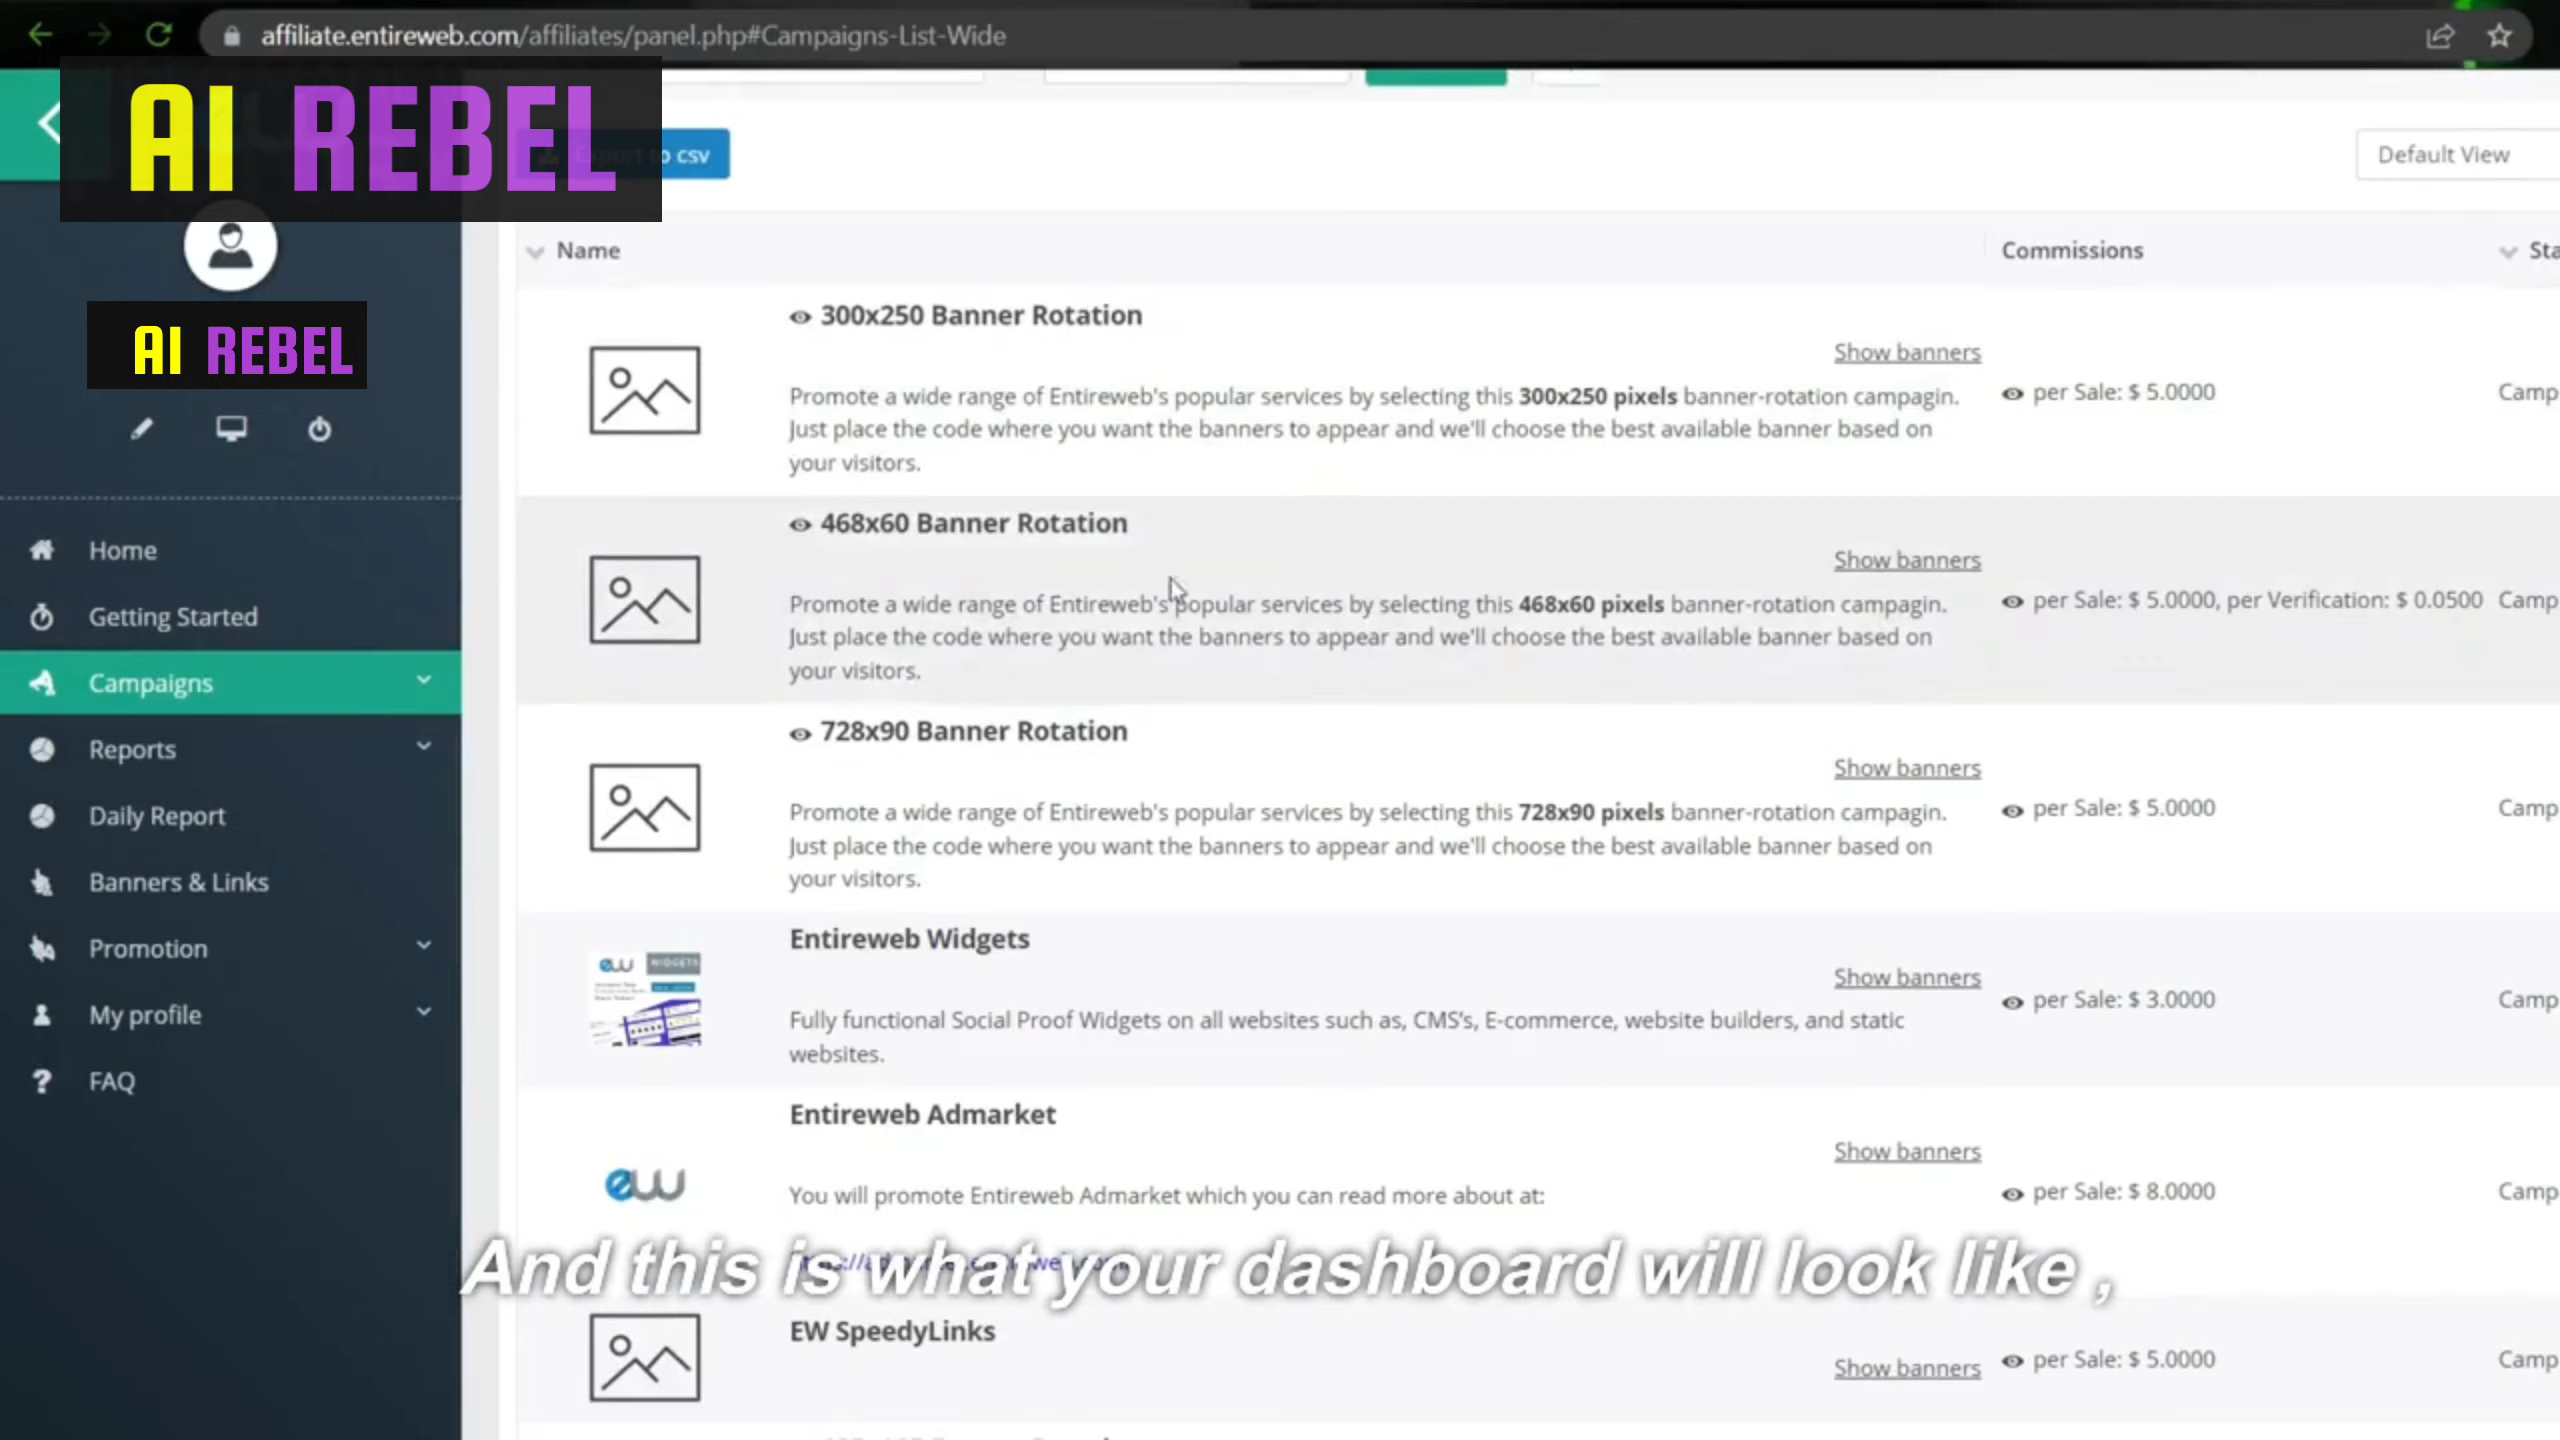 affiliate.entireweb.com/affiliates/panel.php#Campaigns-List-Wide
AI REBEL
Export to csv
Default View
AI REBEL
Home
Getting Started
Campaigns
Reports
Daily Report
Banners & Links
Promotion
My profile
FAQ
Name
Commissions
Sta
300x250 Banner Rotation
Show banners
Promote a wide range of Entireweb's popular services by selecting this 300x250 pixels banner-rotation campagin.
Just place the code where you want the banners to appear and we'll choose the best available banner based on
your visitors.
per Sale: $ 5.0000
Camp
468x60 Banner Rotation
Show banners
Promote a wide range of Entireweb's popular services by selecting this 468x60 pixels banner-rotation campagin.
Just place the code where you want the banners to appear and we'll choose the best available banner based on
your visitors.
per Sale: $ 5.0000, per Verification: $ 0.0500
Camp
728x90 Banner Rotation
Show banners
Promote a wide range of Entireweb's popular services by selecting this 728x90 pixels banner-rotation campagin.
Just place the code where you want the banners to appear and we'll choose the best available banner based on
your visitors.
per Sale: $ 5.0000
Camp
Entireweb Widgets
ew WIDGETS
Show banners
Fully functional Social Proof Widgets on all websites such as, CMS's, E-commerce, website builders, and static
websites.
per Sale: $ 3.0000
Camp
Entireweb Admarket
Show banners
ew
You will promote Entireweb Admarket which you can read more about at:
per Sale: $ 8.0000
Camp
And this is what your dashboard will look like ,
EW SpeedyLinks
Show banners
per Sale: $ 5.0000
Camp